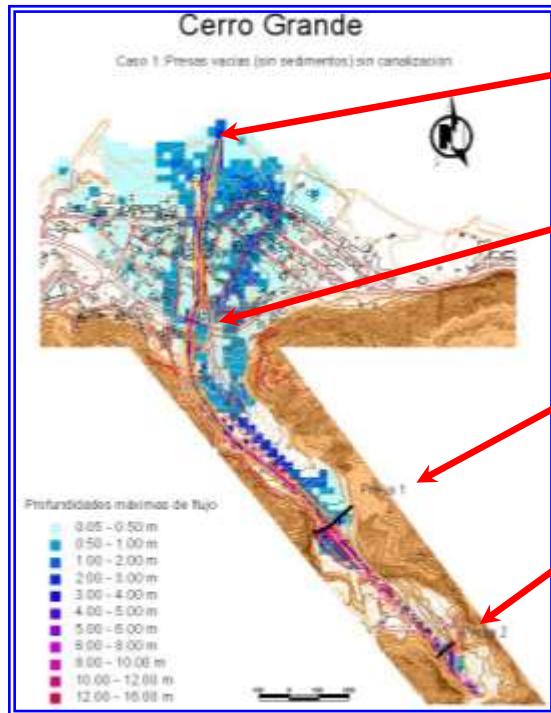 Cerro Grande
Caso 1: Presas vacías (sin sedimentos) sin canalización
Presa 1
Profundidades máximas de flujo
0.05 - 0.50 m
0.50 - 1.00 m
1.00 - 2.00 m
2.00 - 3.00 m
3.00 - 4.00 m
4.00 - 5.00 m
5.00 - 6.00 m
6.00 - 8.00 m
8.00 - 10.00 m
10.00 - 12.00 m
12.00 - 16.00 m
2